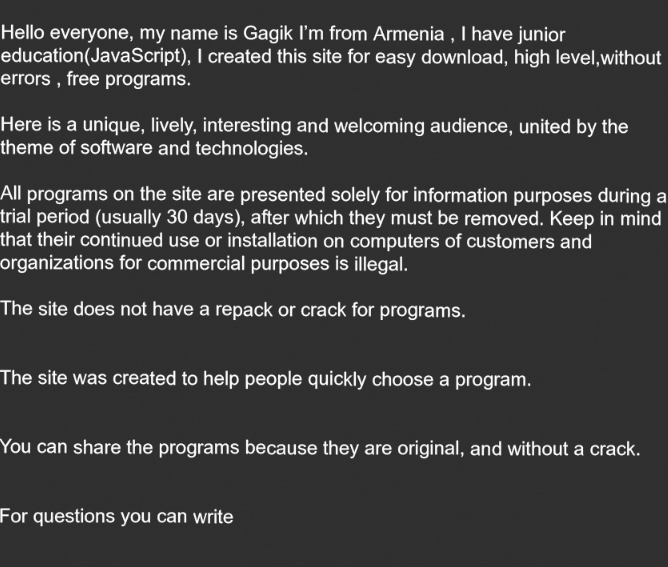 Hello everyone, my name is Gagik I'm from Armenia , I have junior
education(JavaScript), I created this site for easy download, high level,without
errors , free programs.
Here is a unique, lively, interesting and welcoming audience, united by the
theme of software and technologies.
All programs on the site are presented solely for information purposes during a
trial period (usually 30 days), after which they must be removed. Keep in mind
that their continued use or installation on computers of customers and
organizations for commercial purposes is illegal.
The site does not have a repack or crack for programs.
The site was created to help people quickly choose a program.
You can share the programs because they are original, and without a crack.
For questions you can write